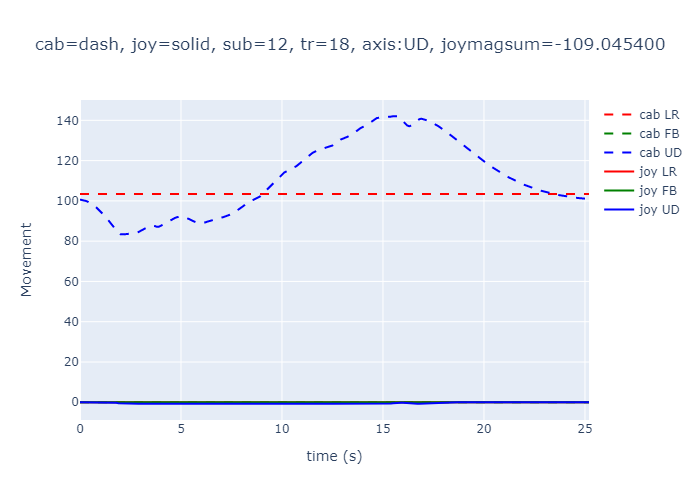 cab=dash, joy=solid, sub=12, tr=18, axis:UD, joymagsum=-109.045400
140
120
100
80
60
40
20
0
Movement
0 5 10 15 20 25
time (s)
cab LR
cab FB
cab UD
joy LR
joy FB
joy UD